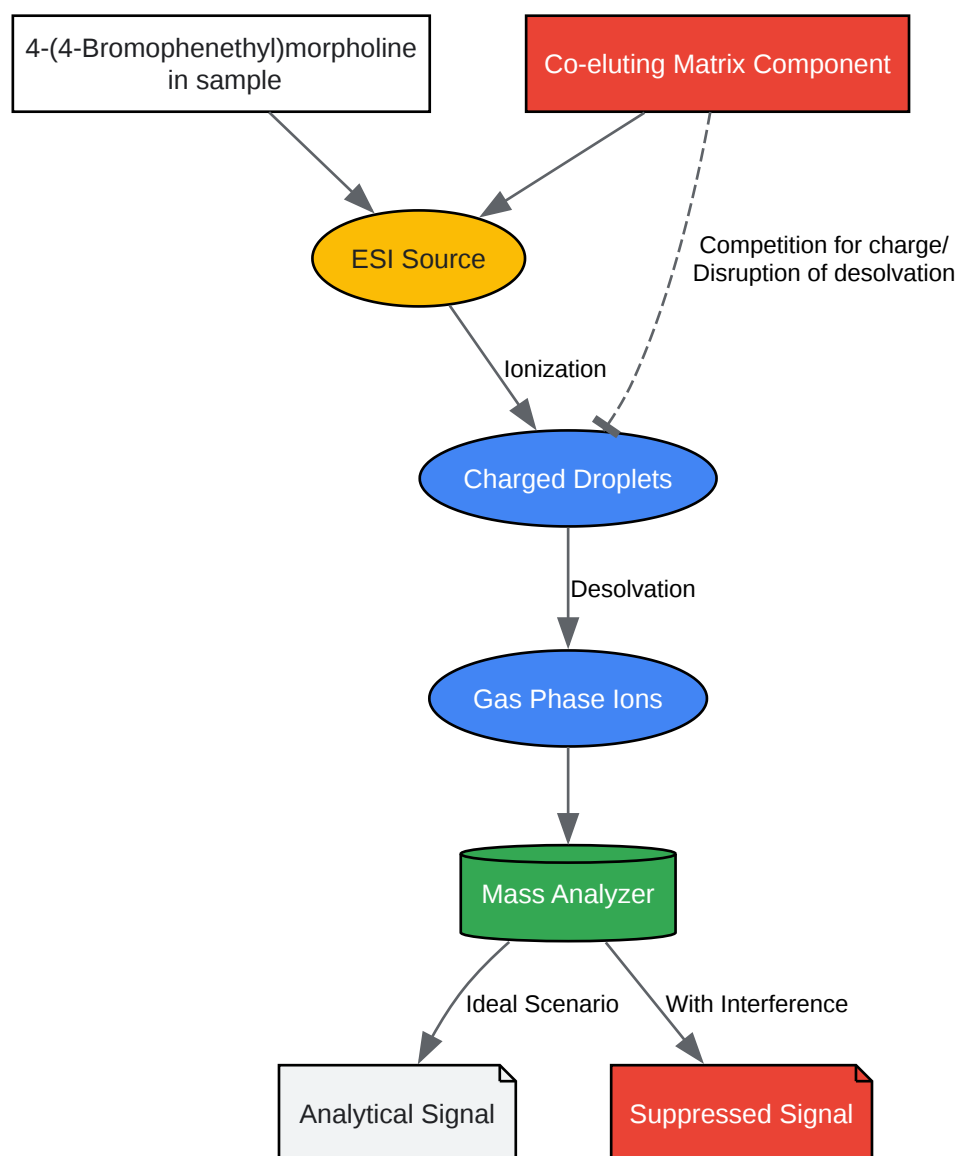 4-(4-Bromophenethyl)morpholine
in sample
Co-eluting Matrix Component
ESI Source
Competition for charge/
Disruption of desolvation
Ionization
Charged Droplets
Desolvation
Gas Phase Ions
Mass Analyzer
Ideal Scenario
With Interference
Analytical Signal
Suppressed Signal